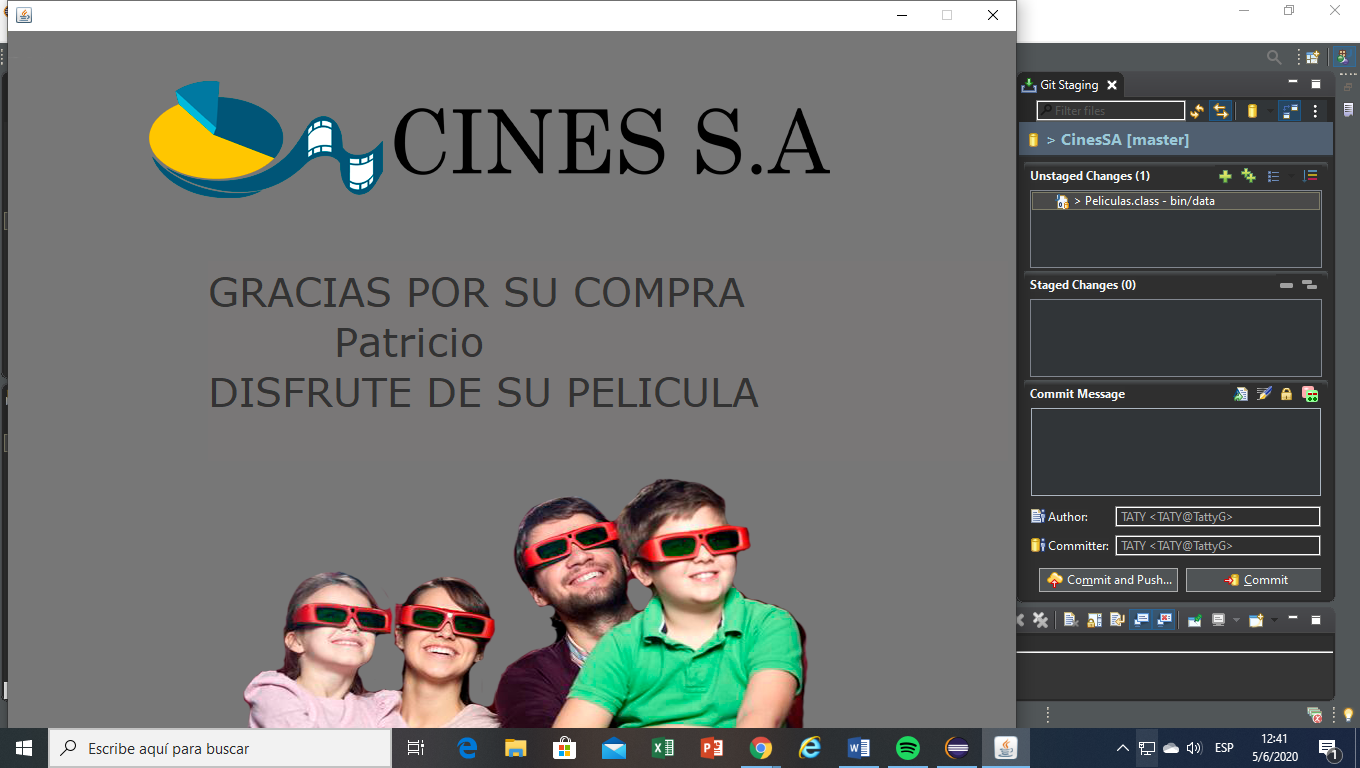 CINES S.A
GRACIAS POR SU COMPRA
Patricio
DISFRUTE DE SU PELICULA
Git Staging
Filter files
> CinesSA [master]
Unstaged Changes (1)
> Peliculas.class - bin/data
Staged Changes (0)
Commit Message
Author: TATY <TATY@TattyG>
Committer: TATY <TATY@TattyG>
Commit and Push... Commit
Escribe aquí para buscar
ESP
12:41
5/6/2020
1